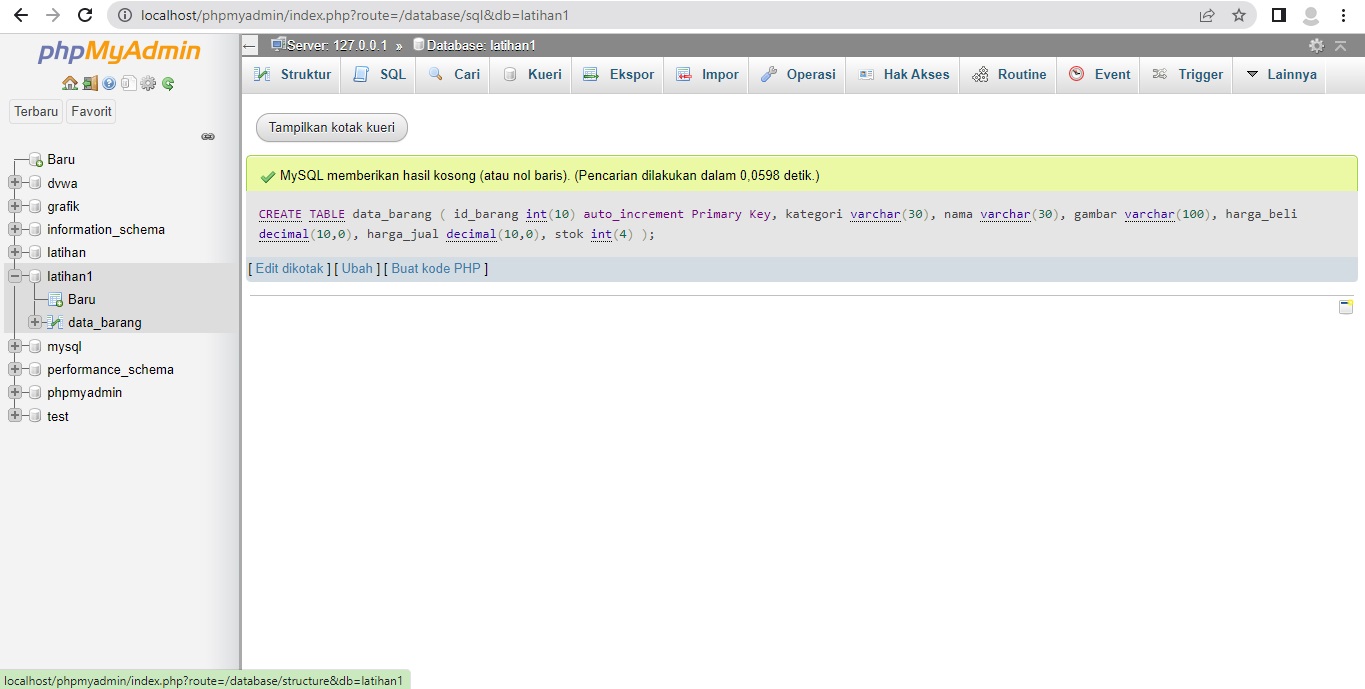 localhost/phpmyadmin/index.php?route=/database/sql&db=latihan1
phpMyAdmin
Terbaru Favorit
Baru
dvwa
grafik
information_schema
latihan
latihan1
Baru
data_barang
mysql
performance_schema
phpmyadmin
test
Server: 127.0.0.1 » Database: latihan1
Struktur SQL Cari Kueri Ekspor Impor Operasi Hak Akses Routine Event Trigger Lainnya
Tampilkan kotak kueri
MySQL memberikan hasil kosong (atau nol baris). (Pencarian dilakukan dalam 0,0598 detik.)
CREATE TABLE data_barang ( id_barang int(10) auto_increment Primary Key, kategori varchar(30), nama varchar(30), gambar varchar(100), harga_beli
decimal(10,0), harga_jual decimal(10,0), stok int(4) );
[ Edit dikotak ] [ Ubah ] [ Buat kode PHP ]
localhost/phpmyadmin/index.php?route=/database/structure&db=latihan1